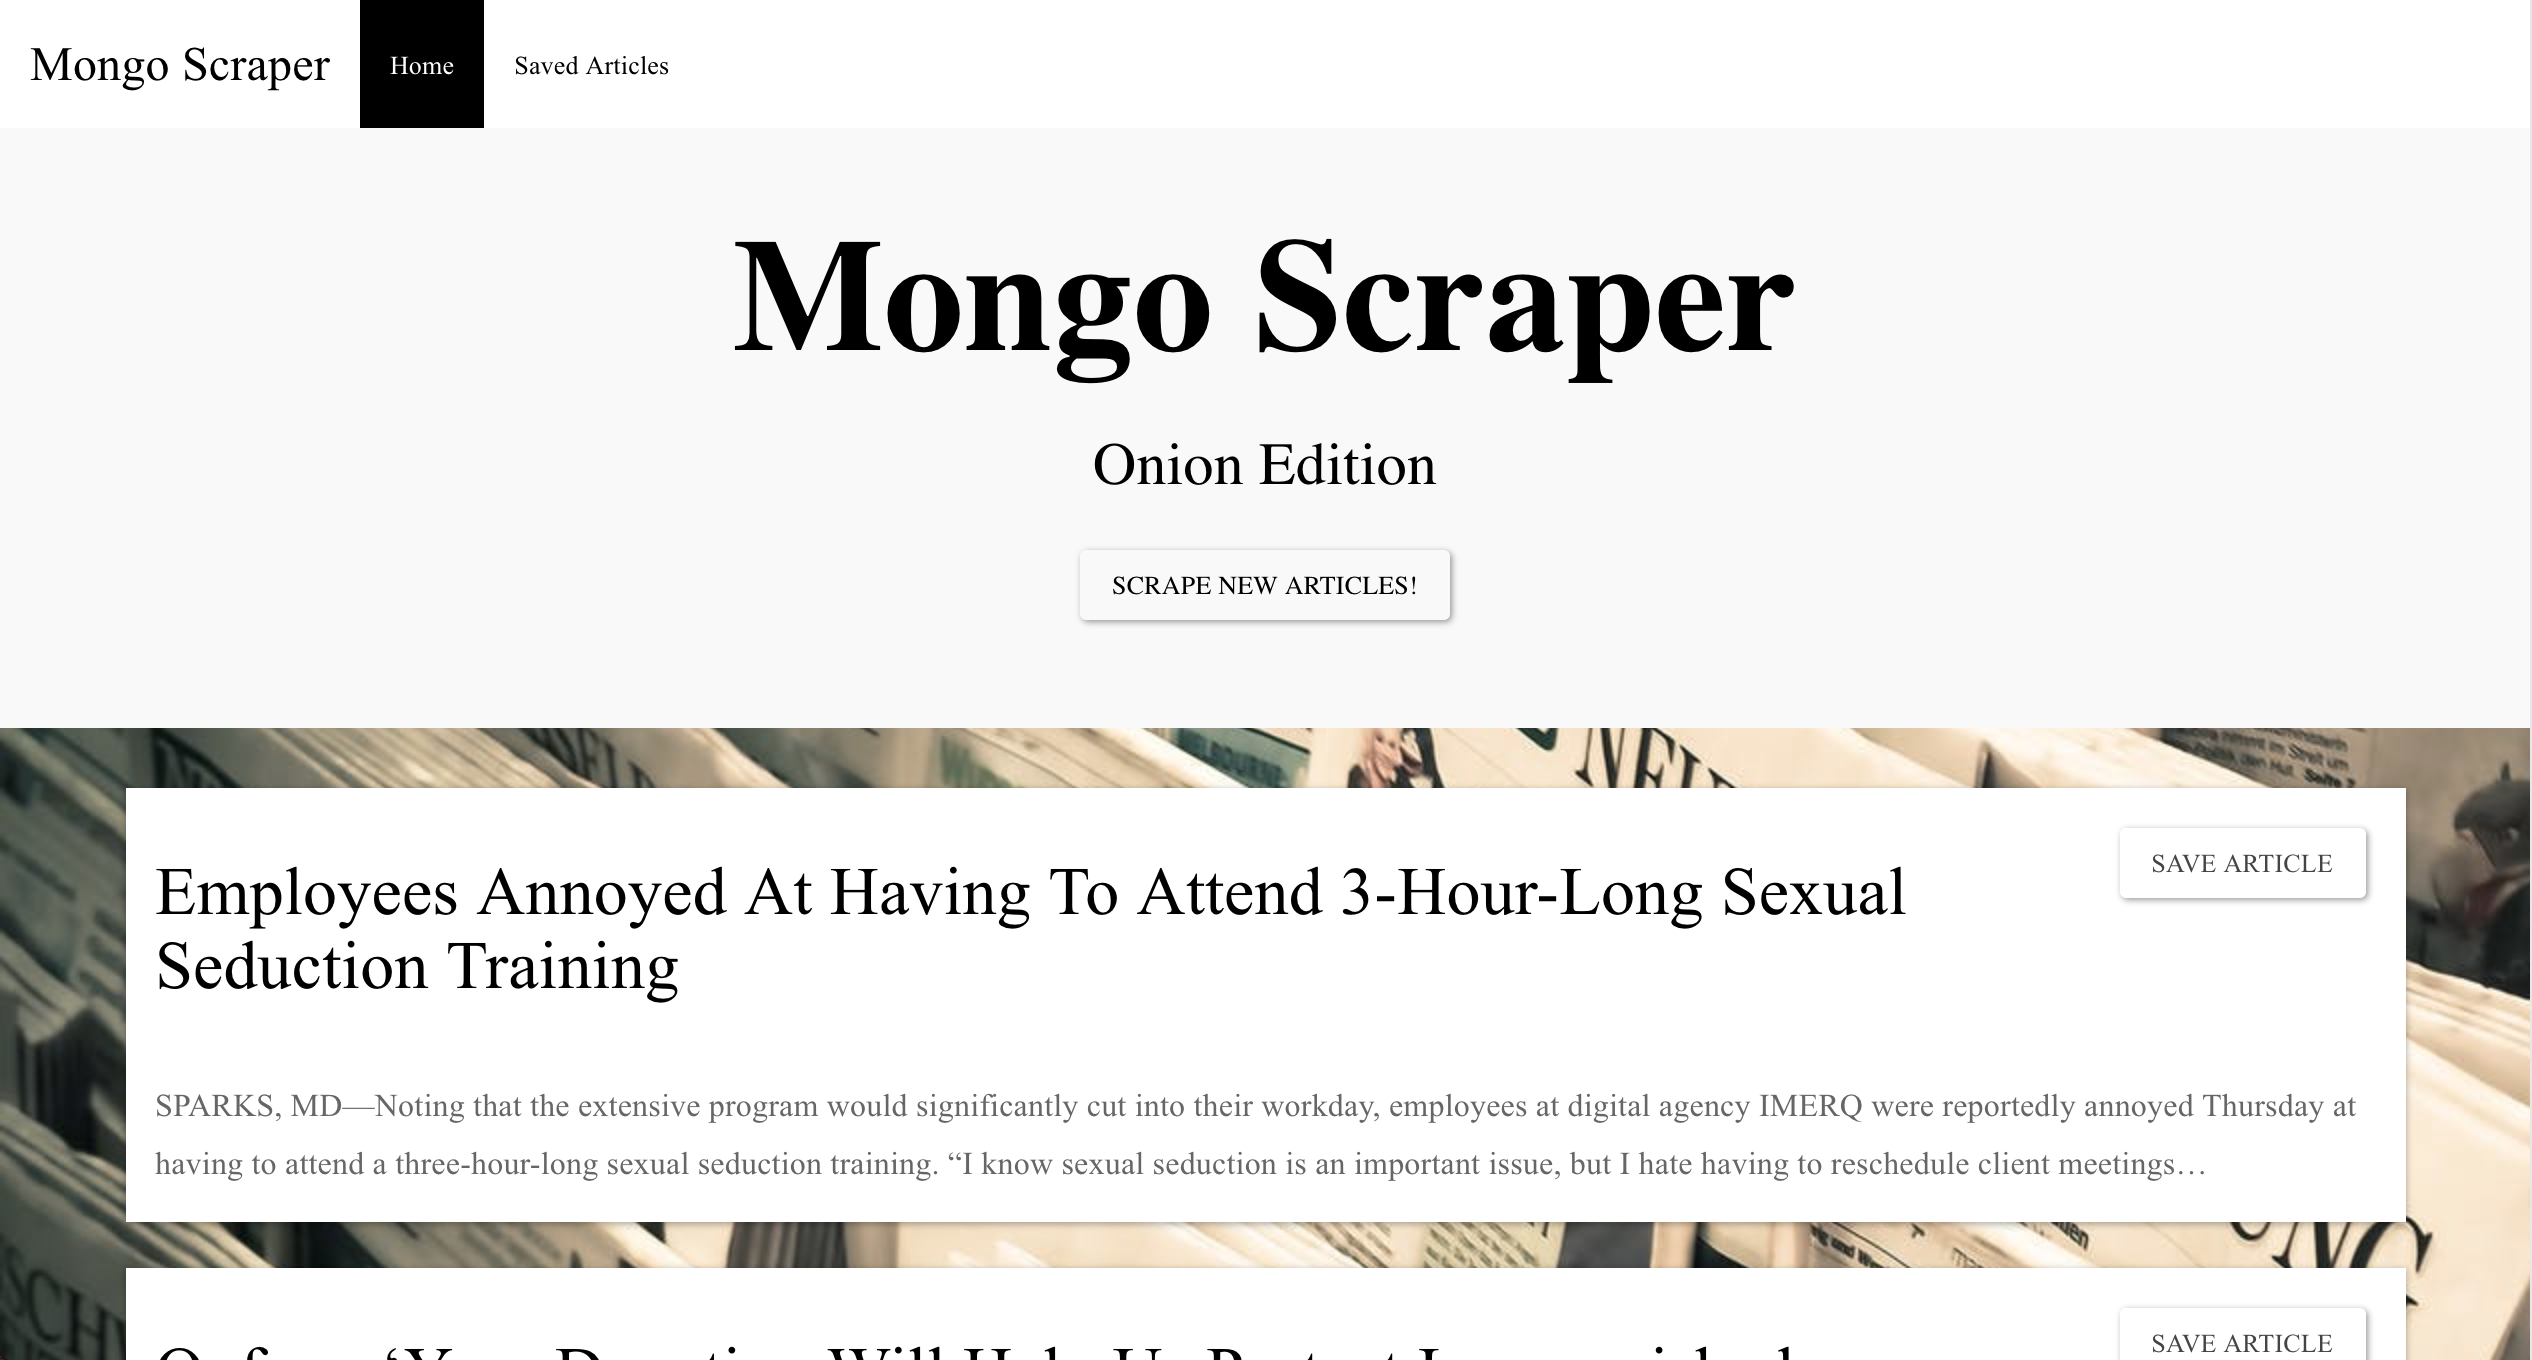 Mongo Scraper Home Saved Articles
Mongo Scraper
Onion Edition
SCRAPE NEW ARTICLES!
Employees Annoyed At Having To Attend 3-Hour-Long Sexual
Seduction Training
SAVE ARTICLE
SPARKS, MD—Noting that the extensive program would significantly cut into their workday, employees at digital agency IMERQ were reportedly annoyed Thursday at
having to attend a three-hour-long sexual seduction training. “I know sexual seduction is an important issue, but I hate having to reschedule client meetings…
SAVE ARTICLE